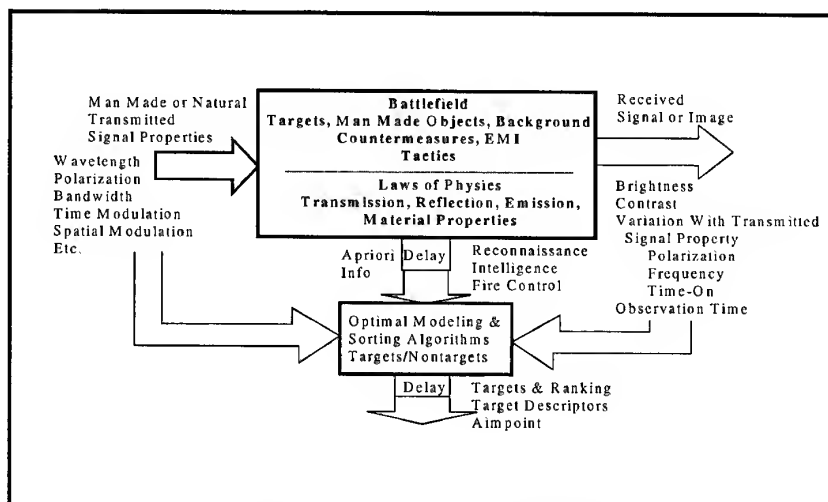 Man Made or Natural
Transmitted
Signal Properties
Wavelength
Polarization
Bandwidth
Time Modulation
Spatial Modulation
Etc.
Battlefield
Targets, Man Made Objects, Background
Countermeasures, EMI
Tactics
Laws of Physics
Transmission, Reflection, Emission,
Material Properties
Received
Signal or Image
Brightness
Contrast
Variation With Transmitted
Signal Property
Polarization
Frequency
Time-On
Observation Time
Apriori
Info
Delay
Reconnaissance
Intelligence
Fire Control
Optimal Modeling &
Sorting Algorithms
Targets/Nontargets
Delay
Targets & Ranking
Target Descriptors
Aimpoint